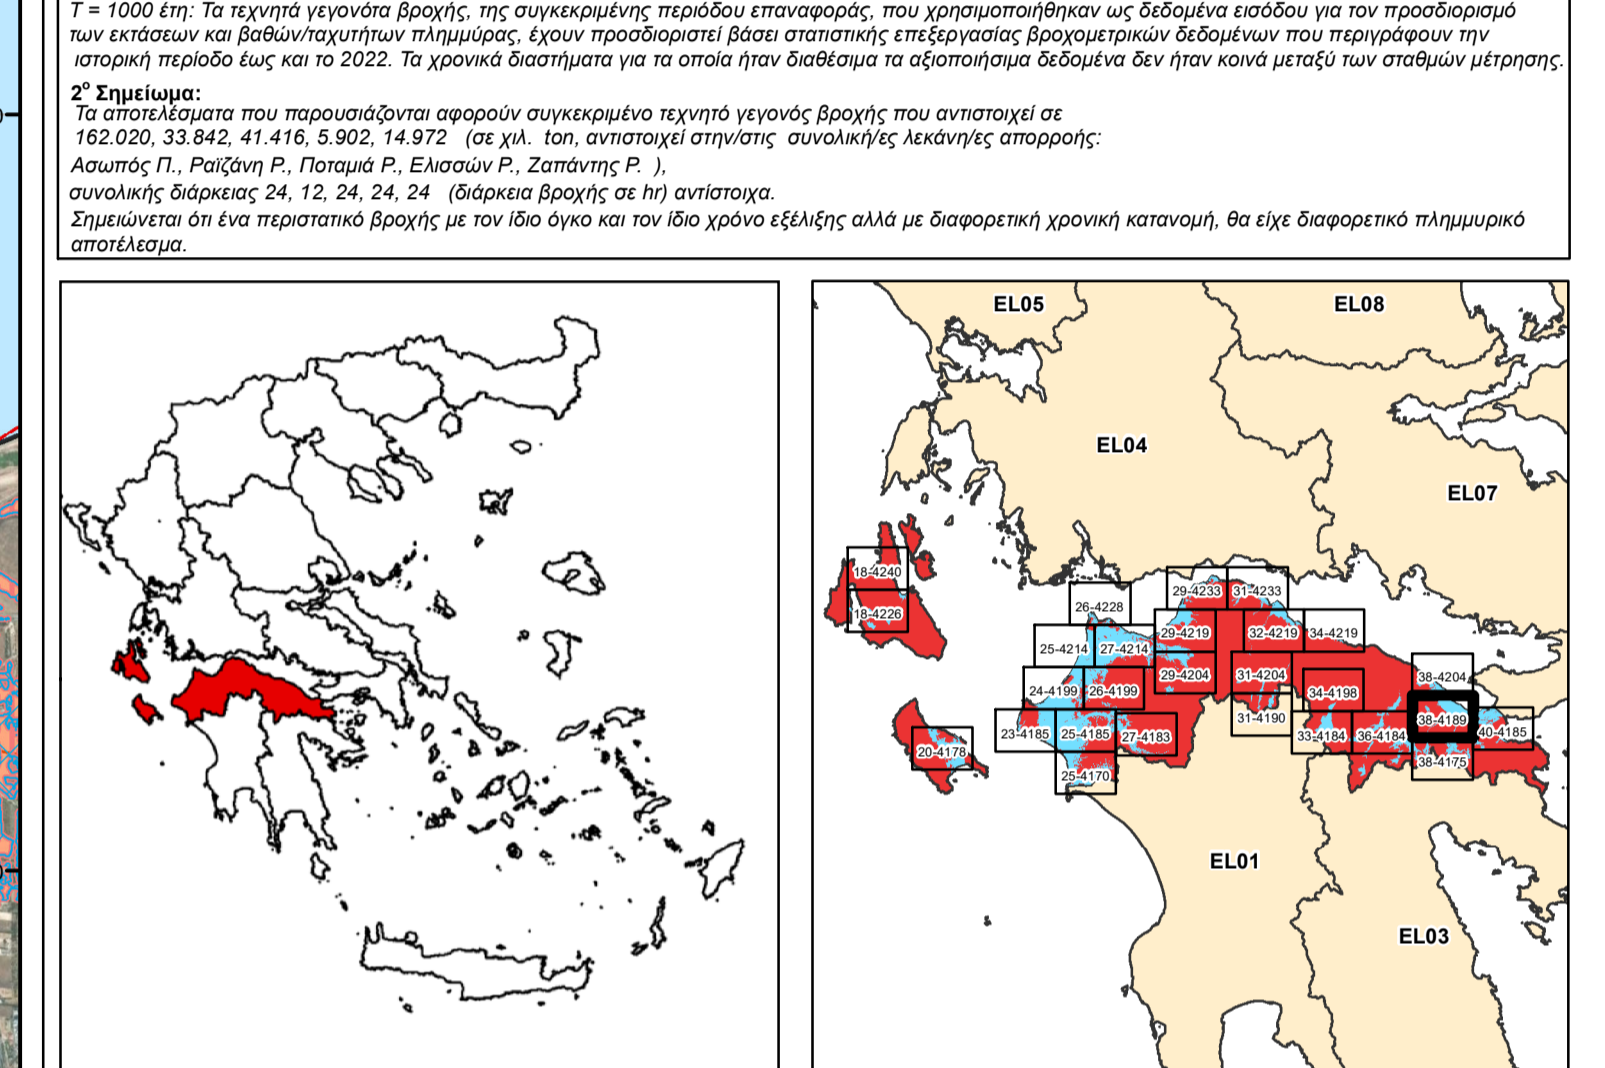 T = 1000 έτη: Τα τεχνητά γεγονότα βροχής, της συγκεκριμένης περιόδου επαναφοράς, που χρησιμοποιήθηκαν ως δεδομένα εισόδου για τον προσδιορισμό
των εκτάσεων και βαθών/ταχυτήτων πλημμύρας, έχουν προσδιοριστεί βάσει στατιστικής επεξεργασίας βροχομετρικών δεδομένων που περιγράφουν την
ιστορική περίοδο έως και το 2022. Τα χρονικά διαστήματα για τα οποία ήταν διαθέσιμα τα αξιοποιήσιμα δεδομένα δεν ήταν κοινά μεταξύ των σταθμών μέτρησης.
2ο Σημείωμα:
Τα αποτελέσματα που παρουσιάζονται αφορούν συγκεκριμένο τεχνητό γεγονός βροχής που αντιστοιχεί σε
162.020, 33.842, 41.416, 5.902, 14.972 (σε χιλ. ton, αντιστοιχεί στην/στις συνολική/ες λεκάνη/ες απορροής:
Ασωπός Π., Ραϊζάνη Ρ., Ποταμιά Ρ., Ελισσών Ρ., Ζαπάντης Ρ. ),
συνολικής διάρκειας 24, 12, 24, 24, 24 (διάρκεια βροχής σε hr) αντίστοιχα.
Σημειώνεται ότι ένα περιστατικό βροχής με τον ίδιο όγκο και τον ίδιο χρόνο εξέλιξης αλλά με διαφορετική χρονική κατανομή, θα είχε διαφορετικό πλημμυρικό
αποτέλεσμα.
EL05
EL08
EL04
EL07
18-4240
18-4226
29-4233
31-4233
26-4228
29-4219
32-4219
34-4219
25-4214
27-4214
29-4204
31-4204
38-4204
24-4199
26-4199
34-4198
31-4190
38-4189
23-4185
25-4185
27-4183
33-4184
36-4184
40-4185
20-4178
38-4175
25-4170
EL01
EL03